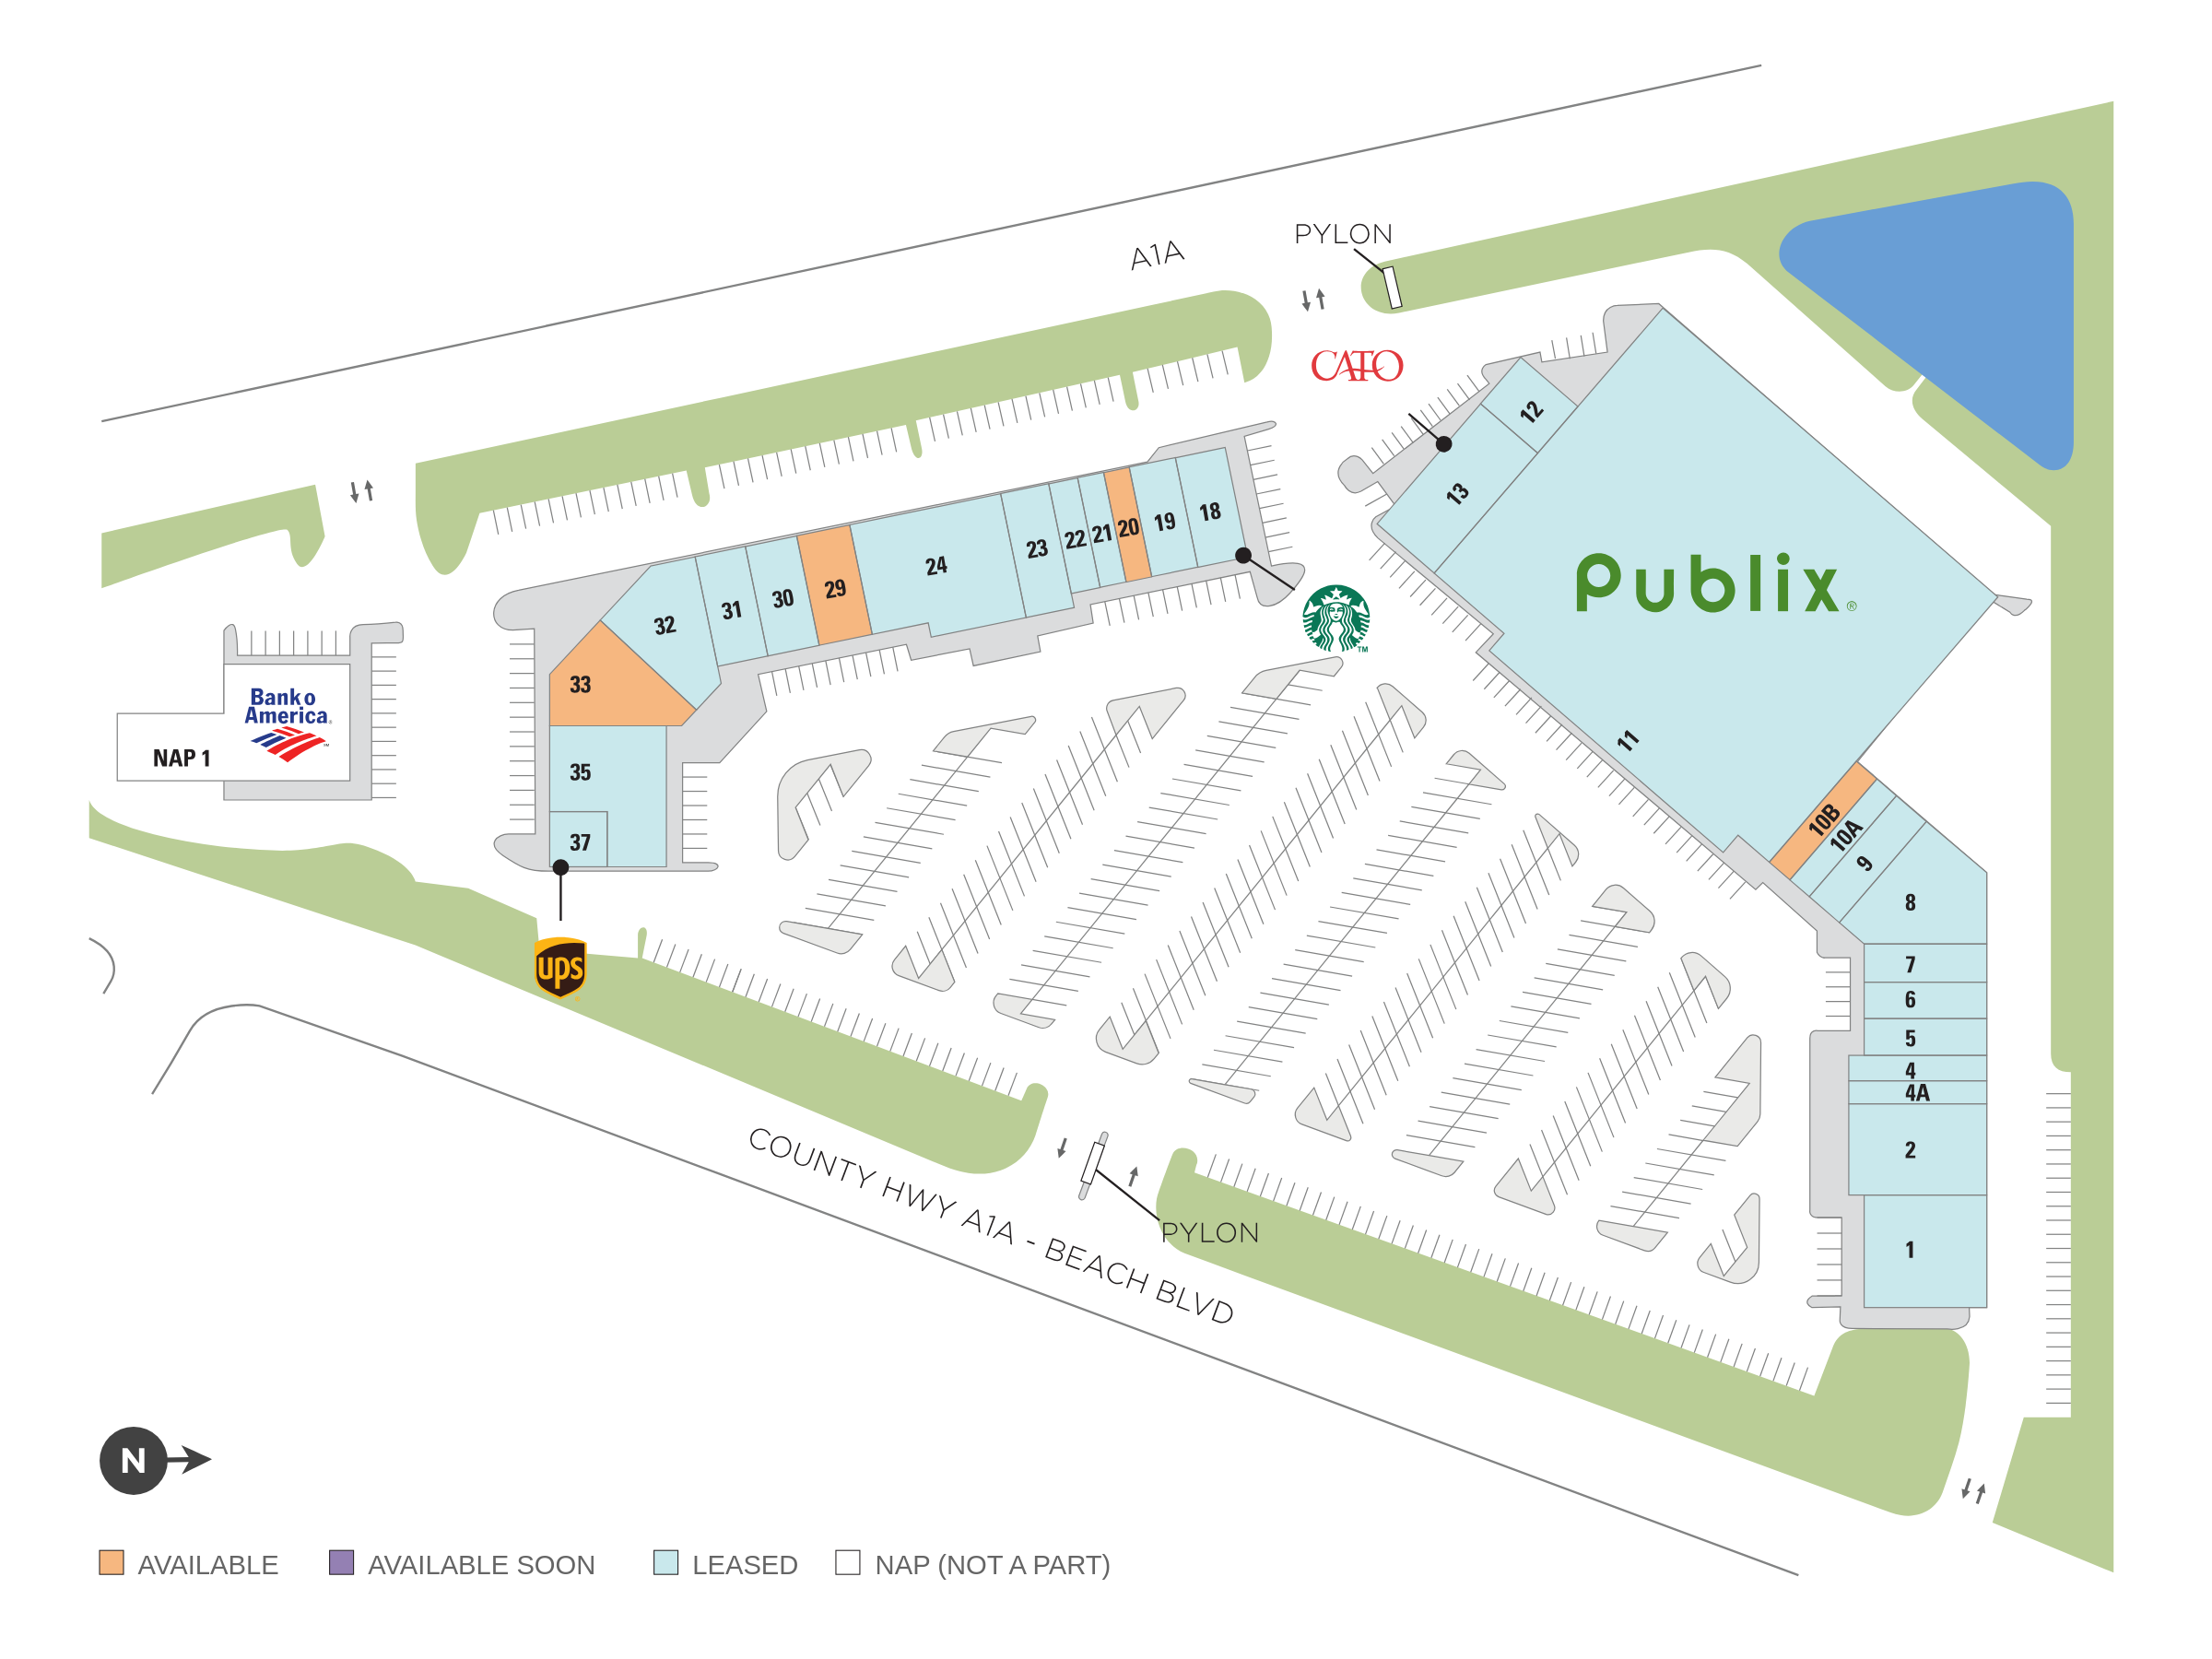 A1A
PYLON
CATO
12
13
Publix®
18
19
20
21
22
23
24
29
30
31
32
33
35
37
™
Bank o
America.
™
NAP 1
11
10B
10A
9
8
7
6
5
4
4A
2
1
ups
COUNTY HWY A1A - BEACH BLVD
PYLON
N
AVAILABLE
AVAILABLE SOON
LEASED
NAP (NOT A PART)